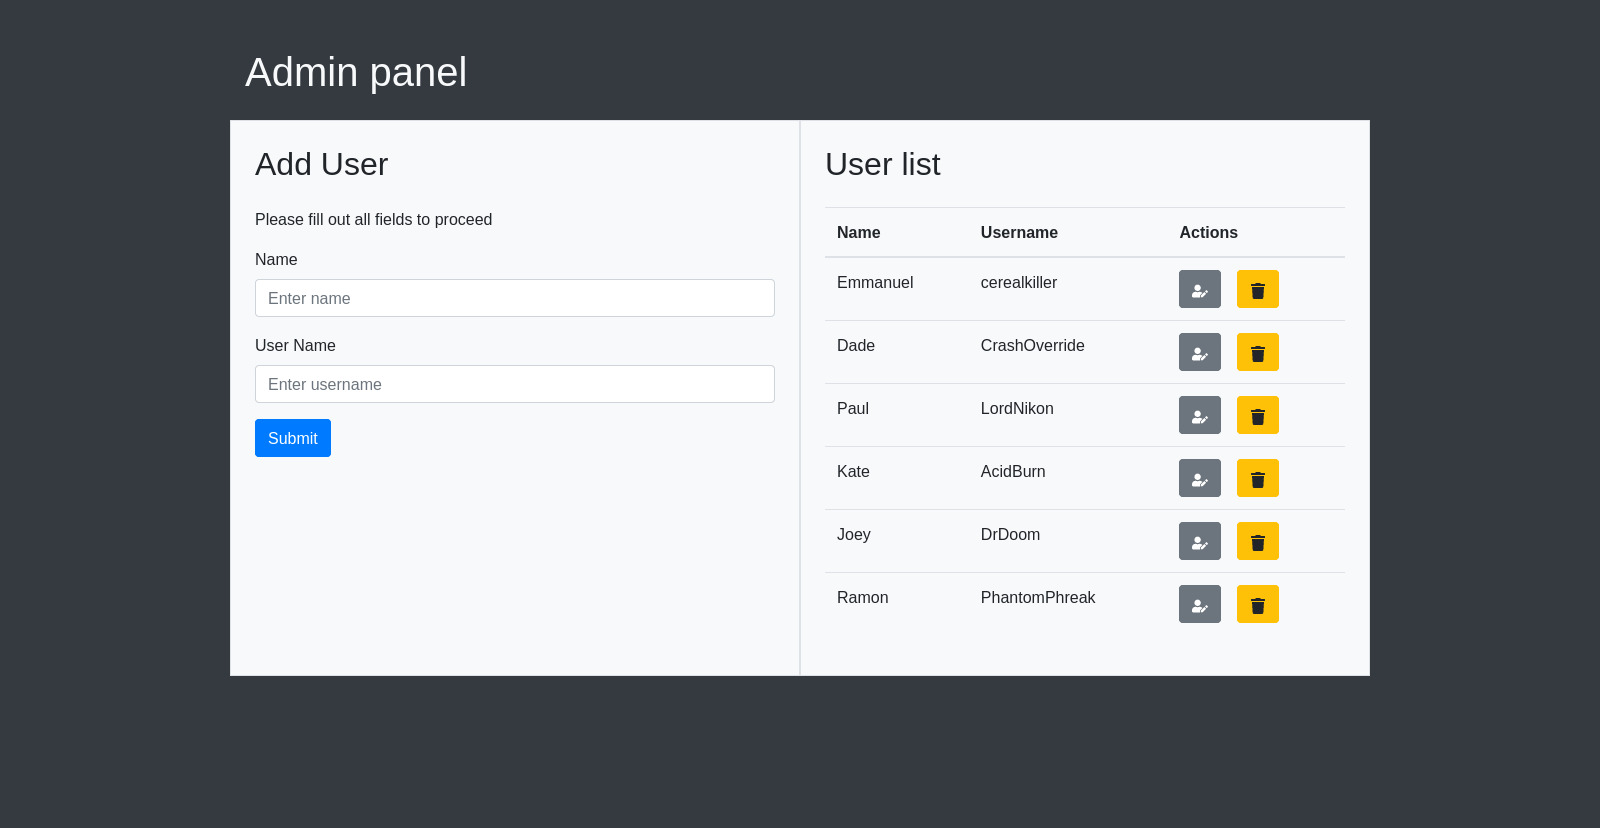 Admin panel
Add User
Please fill out all fields to proceed
Name
Enter name
User Name
Enter username
Submit
User list
Name Username Actions
Emmanuel cerealkiller
Dade CrashOverride
Paul LordNikon
Kate AcidBurn
Joey DrDoom
Ramon PhantomPhreak